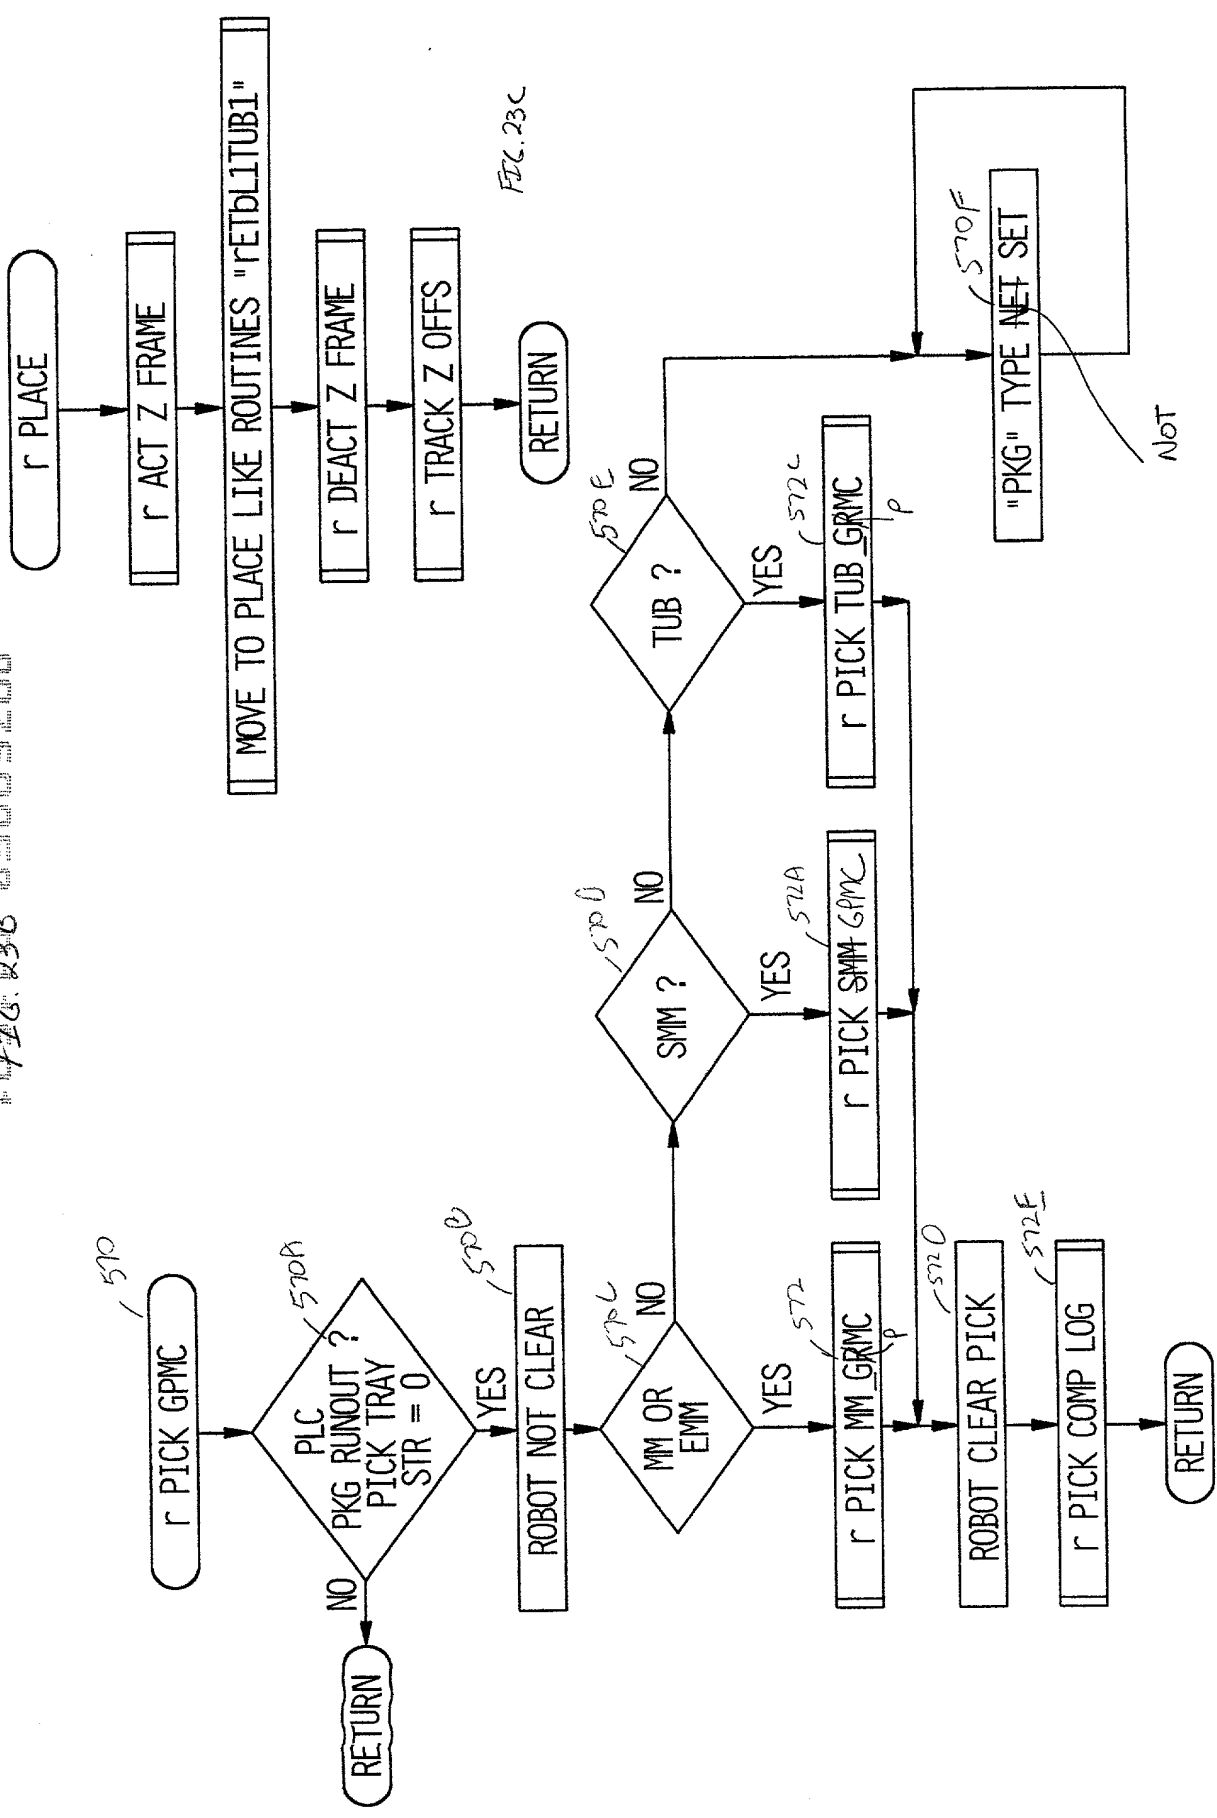 r PICK GPMC
570
PLC
PKG RUNOUT ?
PICK TRAY
STR = 0
570A
NO
RETURN
YES
ROBOT NOT CLEAR
570B
MM OR
EMM
570C
NO
YES
r PICK MM_GRMC
P
572
ROBOT CLEAR PICK
572D
r PICK COMP LOG
572E
RETURN
SMM ?
570D
NO
YES
r PICK SMM GPMC
572A
TUB ?
570E
NO
YES
r PICK TUB_GRMC
P
572C
"PKG" TYPE NET SET
570F
NOT
FIG. 23B
r PLACE
r ACT Z FRAME
MOVE TO PLACE LIKE ROUTINES "rETbL1TUB1"
r DEACT Z FRAME
r TRACK Z OFFS
RETURN
FIG. 23C